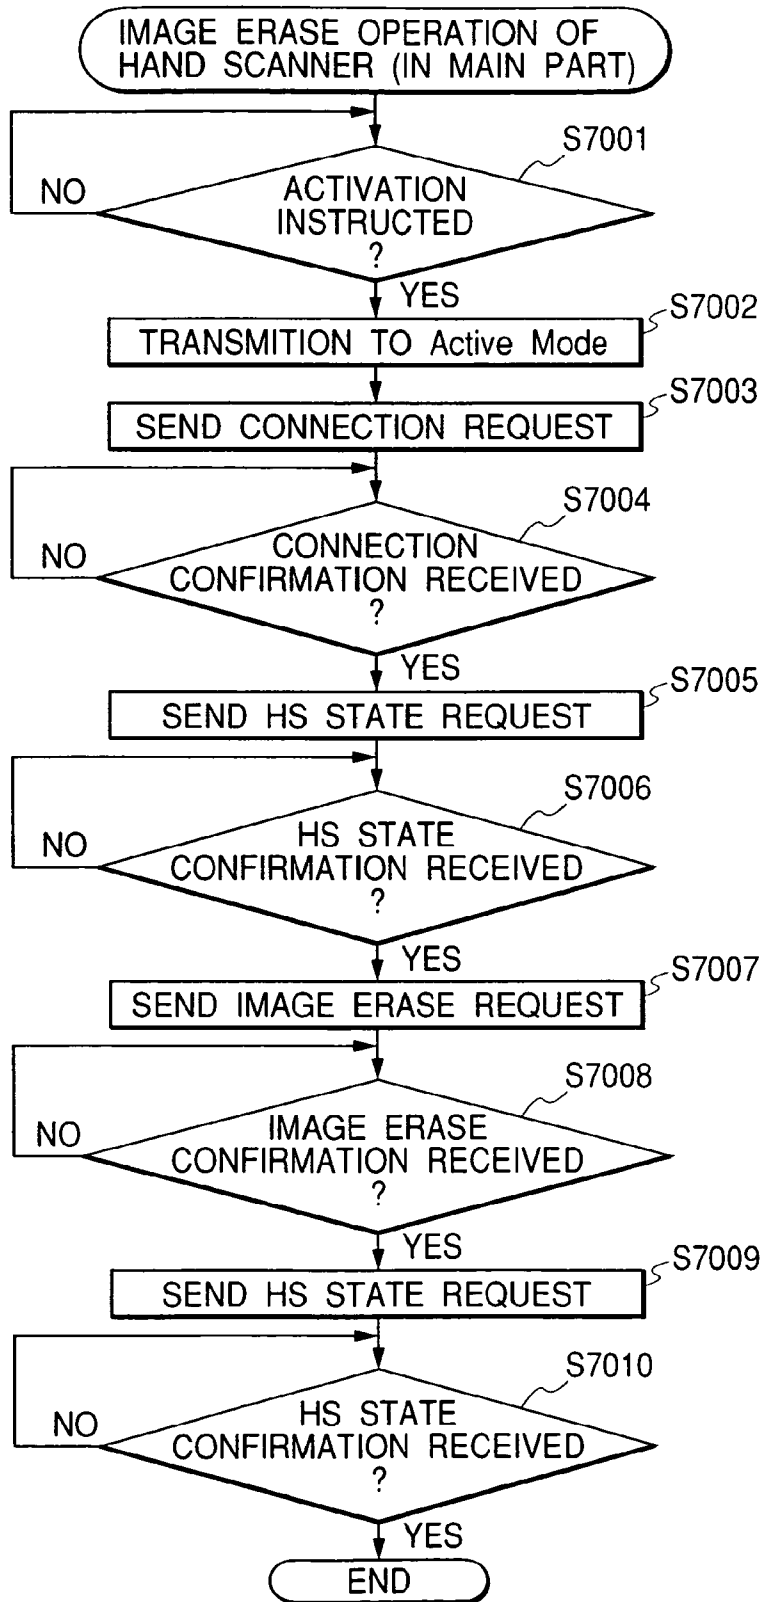 IMAGE ERASE OPERATION OF
HAND SCANNER (IN MAIN PART)
S7001
NO
ACTIVATION
INSTRUCTED
?
YES
S7002
TRANSMITION TO Active Mode
S7003
SEND CONNECTION REQUEST
S7004
NO
CONNECTION
CONFIRMATION RECEIVED
?
YES
S7005
SEND HS STATE REQUEST
S7006
NO
HS STATE
CONFIRMATION RECEIVED
?
YES
S7007
SEND IMAGE ERASE REQUEST
S7008
NO
IMAGE ERASE
CONFIRMATION RECEIVED
?
YES
S7009
SEND HS STATE REQUEST
S7010
NO
HS STATE
CONFIRMATION RECEIVED
?
YES
END